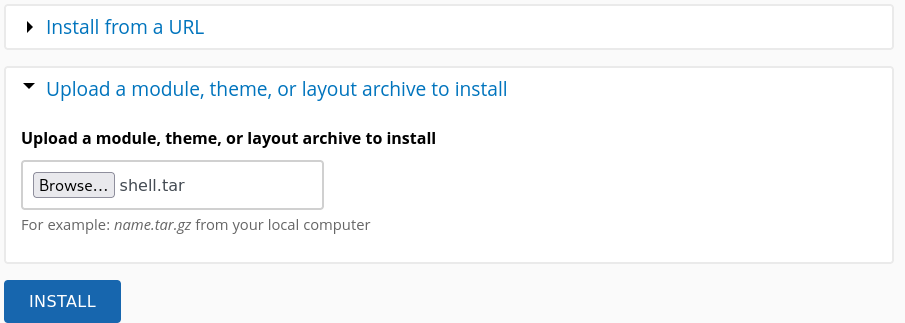 Install from a URL
Upload a module, theme, or layout archive to install
Upload a module, theme, or layout archive to install
Browse... shell.tar
For example: name.tar.gz from your local computer
INSTALL